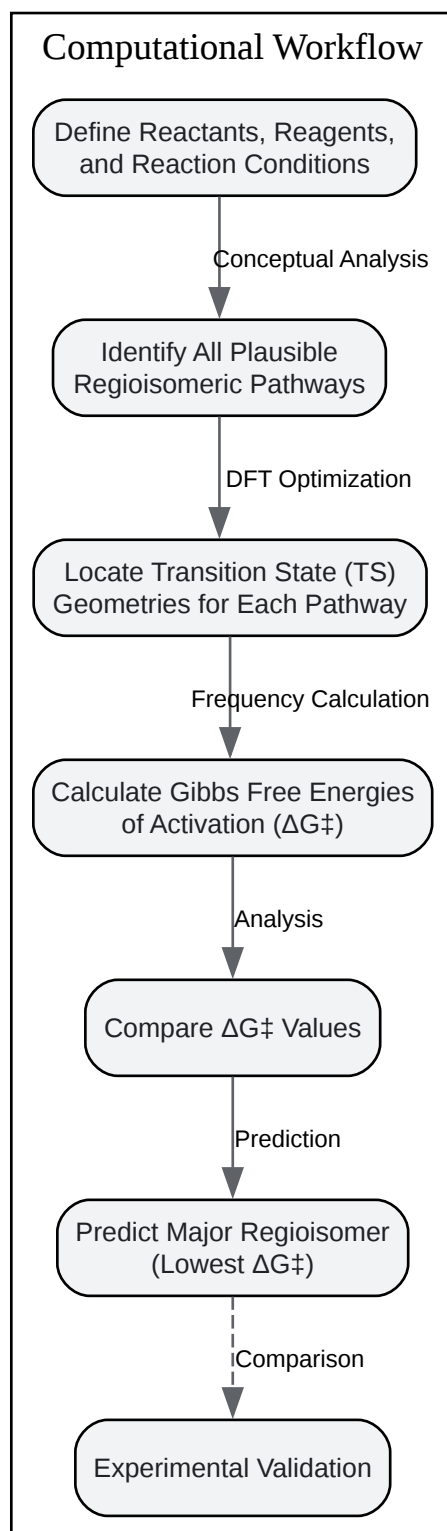 Computational Workflow
Define Reactants, Reagents,
and Reaction Conditions
Conceptual Analysis
Identify All Plausible
Regioisomeric Pathways
DFT Optimization
Locate Transition State (TS)
Geometries for Each Pathway
Frequency Calculation
Calculate Gibbs Free Energies
of Activation (ΔG‡)
Analysis
Compare ΔG‡ Values
Prediction
Predict Major Regioisomer
(Lowest ΔG‡)
Comparison
Experimental Validation